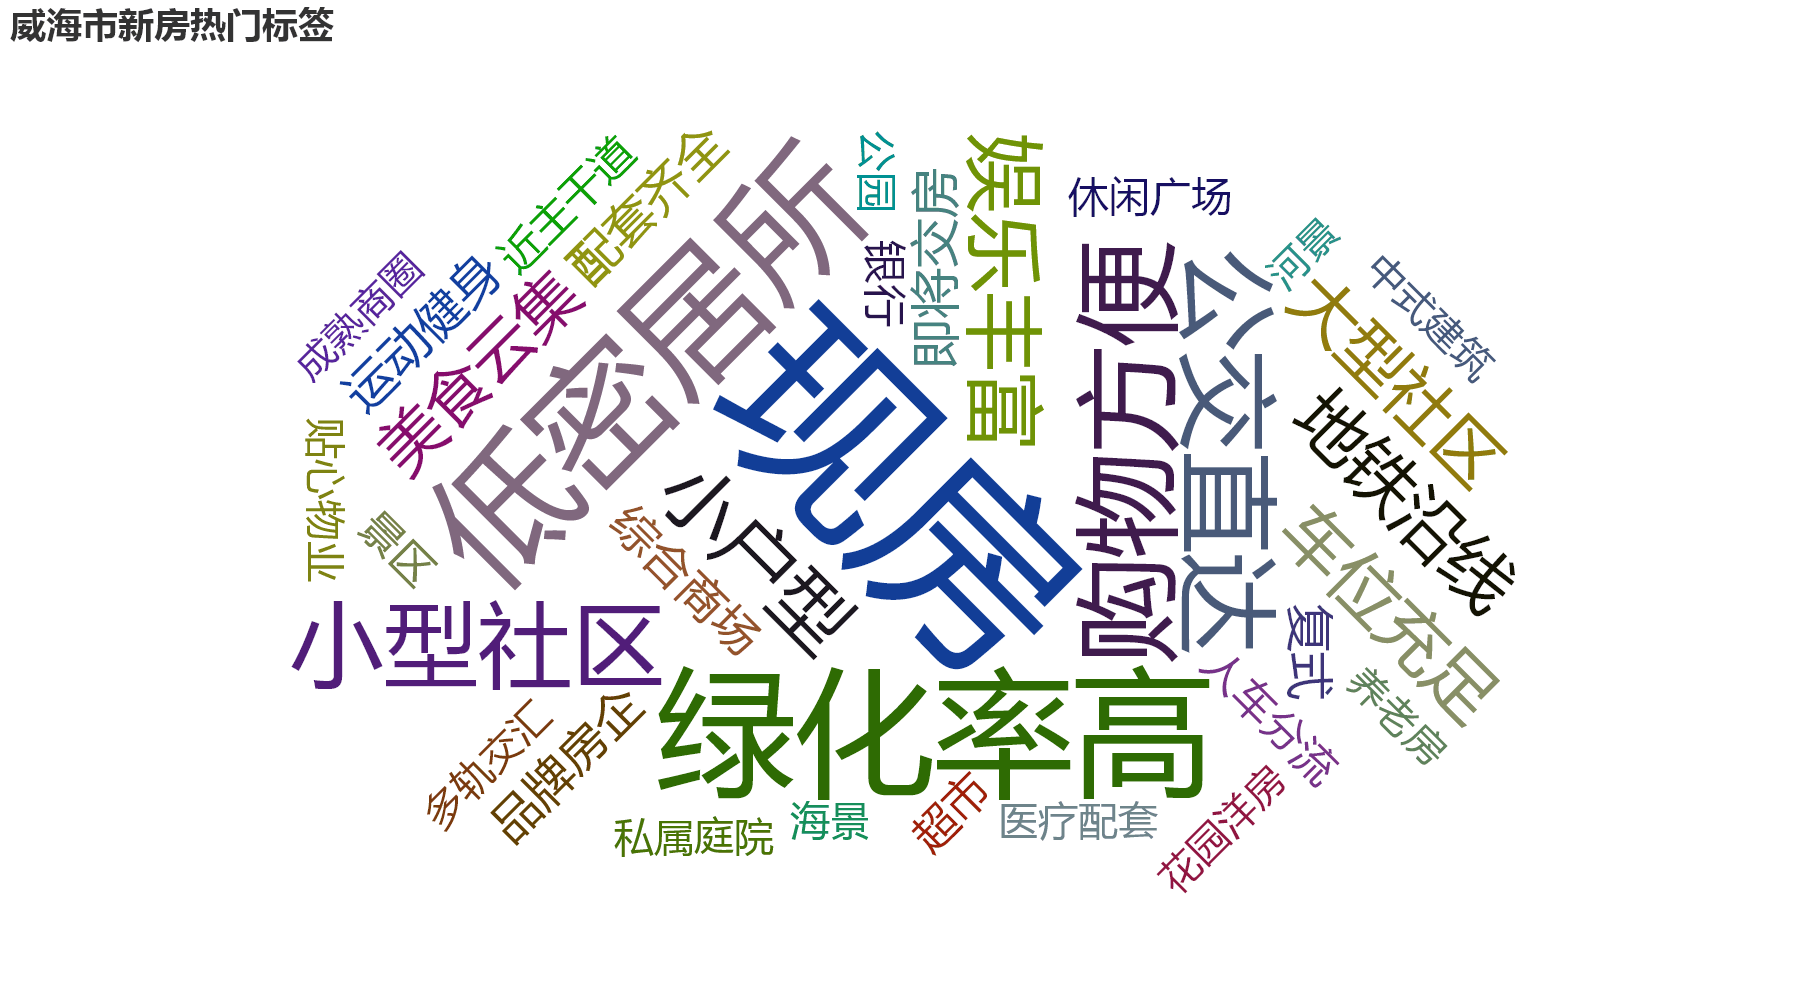 威海市新房热门标签
公园
娱乐丰富
近主干道
配套齐全
低密居所
即将交房
休闲广场
银行
购物方便
公交直达
河景
中式建筑
成熟商圈
运动健身
美食云集
大型社区
现房
地铁沿线
贴心物业
景区
小户型
综合商场
车位充足
小型社区
复式
绿化率高
人车分流
养老房
多轨交汇
品牌房企
私属庭院
海景
超市
医疗配套
花园洋房